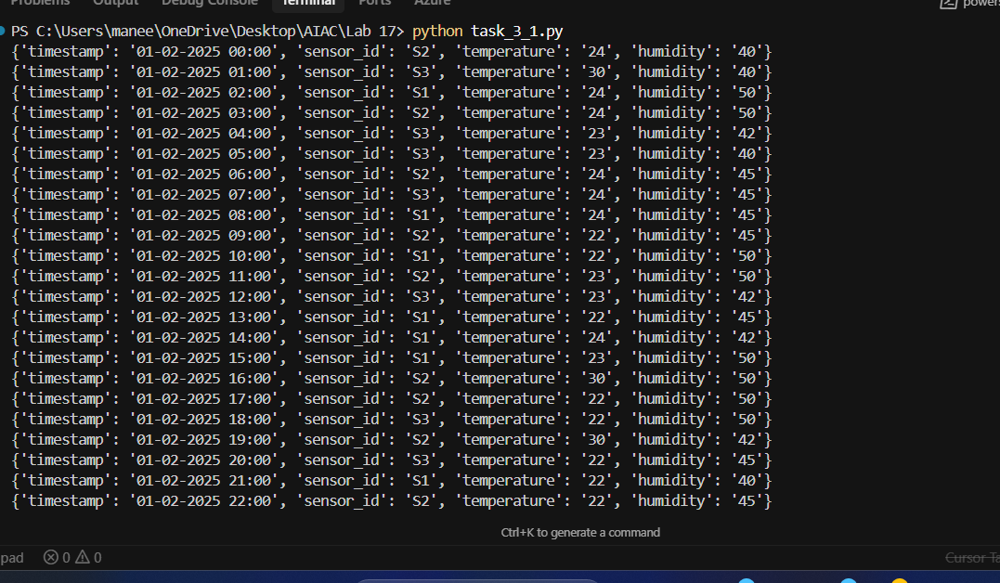 Problems Output Debug Console Terminal Ports Azure powers
PS C:\Users\manee\OneDrive\Desktop\AIAC\Lab 17> python task_3_1.py
{'timestamp': '01-02-2025 00:00', 'sensor_id': 'S2', 'temperature': '24', 'humidity': '40'}
{'timestamp': '01-02-2025 01:00', 'sensor_id': 'S3', 'temperature': '30', 'humidity': '40'}
{'timestamp': '01-02-2025 02:00', 'sensor_id': 'S1', 'temperature': '24', 'humidity': '50'}
{'timestamp': '01-02-2025 03:00', 'sensor_id': 'S2', 'temperature': '24', 'humidity': '50'}
{'timestamp': '01-02-2025 04:00', 'sensor_id': 'S3', 'temperature': '23', 'humidity': '42'}
{'timestamp': '01-02-2025 05:00', 'sensor_id': 'S3', 'temperature': '23', 'humidity': '40'}
{'timestamp': '01-02-2025 06:00', 'sensor_id': 'S2', 'temperature': '24', 'humidity': '45'}
{'timestamp': '01-02-2025 07:00', 'sensor_id': 'S3', 'temperature': '24', 'humidity': '45'}
{'timestamp': '01-02-2025 08:00', 'sensor_id': 'S1', 'temperature': '24', 'humidity': '45'}
{'timestamp': '01-02-2025 09:00', 'sensor_id': 'S2', 'temperature': '22', 'humidity': '45'}
{'timestamp': '01-02-2025 10:00', 'sensor_id': 'S1', 'temperature': '22', 'humidity': '50'}
{'timestamp': '01-02-2025 11:00', 'sensor_id': 'S2', 'temperature': '23', 'humidity': '50'}
{'timestamp': '01-02-2025 12:00', 'sensor_id': 'S3', 'temperature': '23', 'humidity': '42'}
{'timestamp': '01-02-2025 13:00', 'sensor_id': 'S1', 'temperature': '22', 'humidity': '45'}
{'timestamp': '01-02-2025 14:00', 'sensor_id': 'S1', 'temperature': '24', 'humidity': '42'}
{'timestamp': '01-02-2025 15:00', 'sensor_id': 'S1', 'temperature': '23', 'humidity': '50'}
{'timestamp': '01-02-2025 16:00', 'sensor_id': 'S2', 'temperature': '30', 'humidity': '50'}
{'timestamp': '01-02-2025 17:00', 'sensor_id': 'S2', 'temperature': '22', 'humidity': '50'}
{'timestamp': '01-02-2025 18:00', 'sensor_id': 'S3', 'temperature': '22', 'humidity': '50'}
{'timestamp': '01-02-2025 19:00', 'sensor_id': 'S2', 'temperature': '30', 'humidity': '42'}
{'timestamp': '01-02-2025 20:00', 'sensor_id': 'S3', 'temperature': '22', 'humidity': '45'}
{'timestamp': '01-02-2025 21:00', 'sensor_id': 'S1', 'temperature': '22', 'humidity': '40'}
{'timestamp': '01-02-2025 22:00', 'sensor_id': 'S2', 'temperature': '22', 'humidity': '45'}
Ctrl+K to generate a command
pad 0 0 Cursor Ta